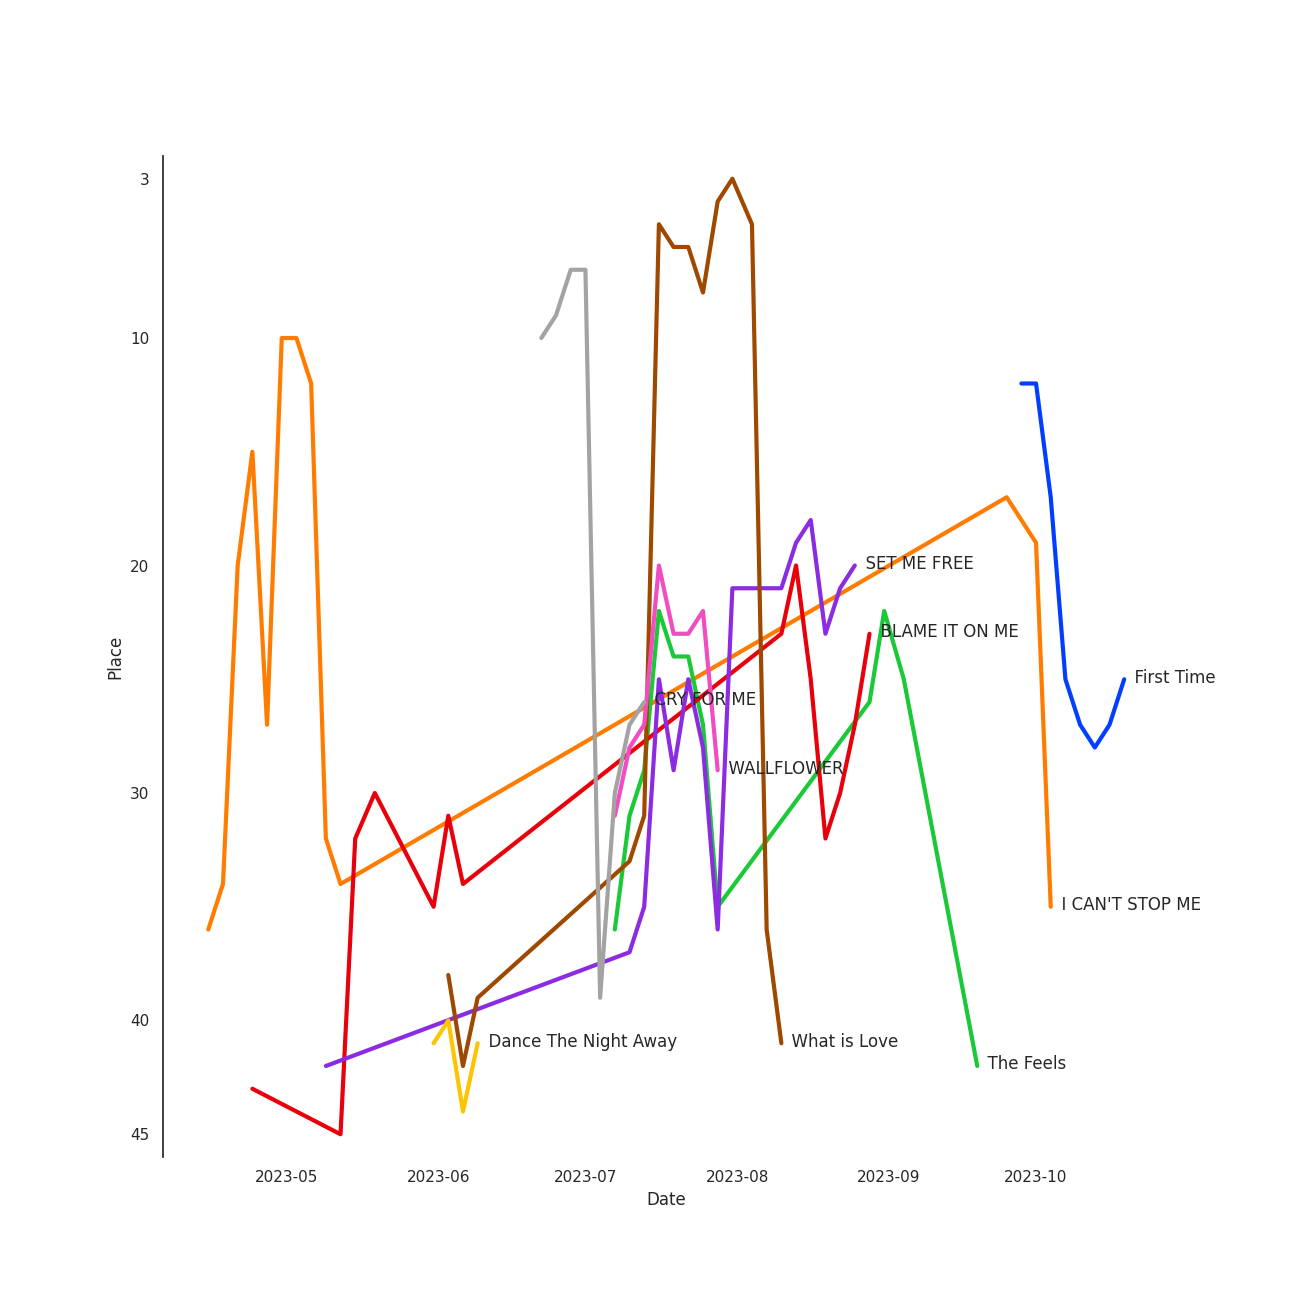 3
10
20
30
40
45
Place
SET ME FREE
BLAME IT ON ME
First Time
CRY FOR ME
WALLFLOWER
I CAN'T STOP ME
Dance The Night Away
What is Love
The Feels
2023-05
2023-06
2023-07
2023-08
2023-09
2023-10
Date